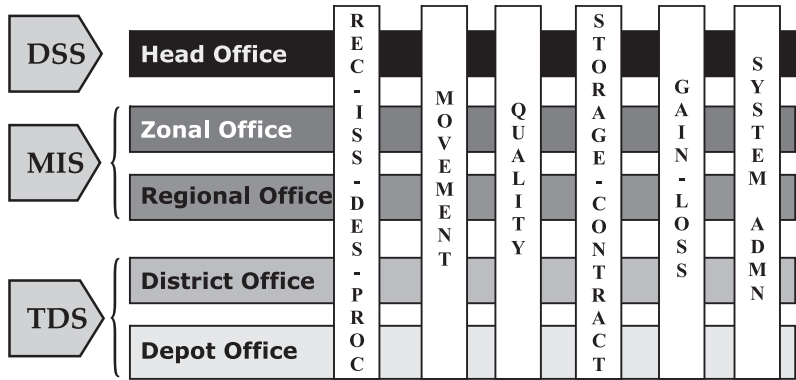 DSS
Head Office
MIS
Zonal Office
Regional Office
TDS
District Office
Depot Office
REC-ISS-DES-PROC
MOVEMENT
QUALITY
STORAGE-CONTRACT
GAIN-LOSS
SYSTEM ADMN